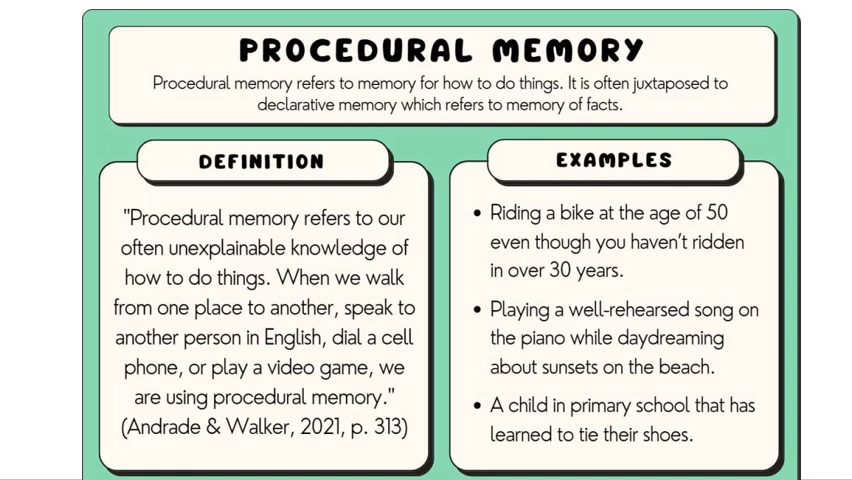 PROCEDURAL MEMORY
Procedural memory refers to memory for how to do things. It is often juxtaposed to
declarative memory which refers to memory of facts.
DEFINITION
"Procedural memory refers to our
often unexplainable knowledge of
how to do things. When we walk
from one place to another, speak to
another person in English, dial a cell
phone, or play a video game, we
are using procedural memory."
(Andrade & Walker, 2021, p. 313)
EXAMPLES
• Riding a bike at the age of 50
even though you haven't ridden
in over 30 years.
• Playing a well-rehearsed song on
the piano while daydreaming
about sunsets on the beach.
• A child in primary school that has
learned to tie their shoes.